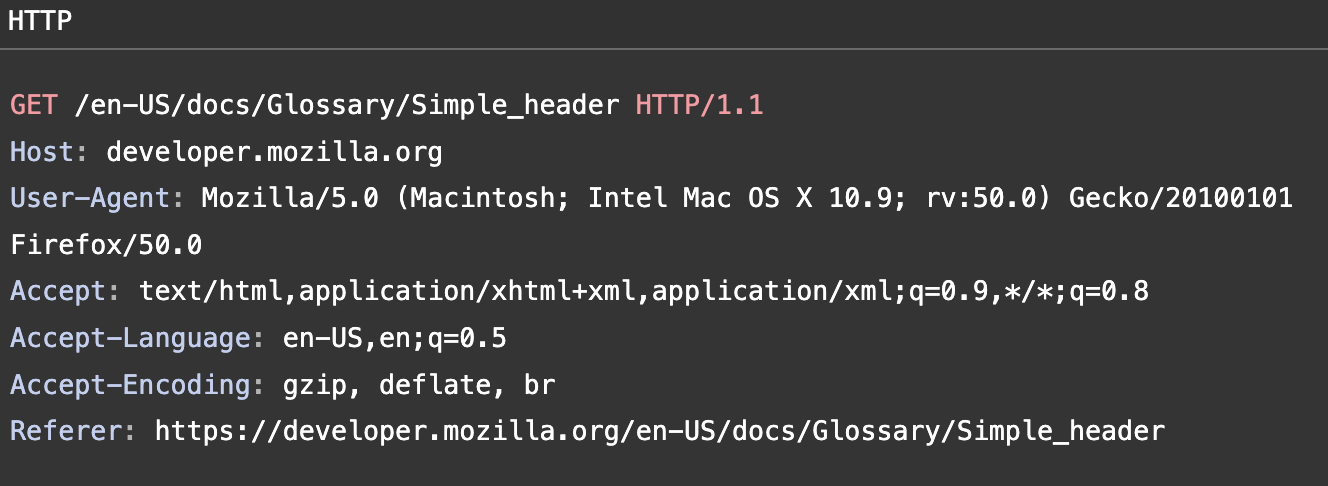 HTTP
GET /en-US/docs/Glossary/Simple_header HTTP/1.1
Host: developer.mozilla.org
User-Agent: Mozilla/5.0 (Macintosh; Intel Mac OS X 10.9; rv:50.0) Gecko/20100101
Firefox/50.0
Accept: text/html,application/xhtml+xml,application/xml;q=0.9,*/*;q=0.8
Accept-Language: en-US,en;q=0.5
Accept-Encoding: gzip, deflate, br
Referer: https://developer.mozilla.org/en-US/docs/Glossary/Simple_header